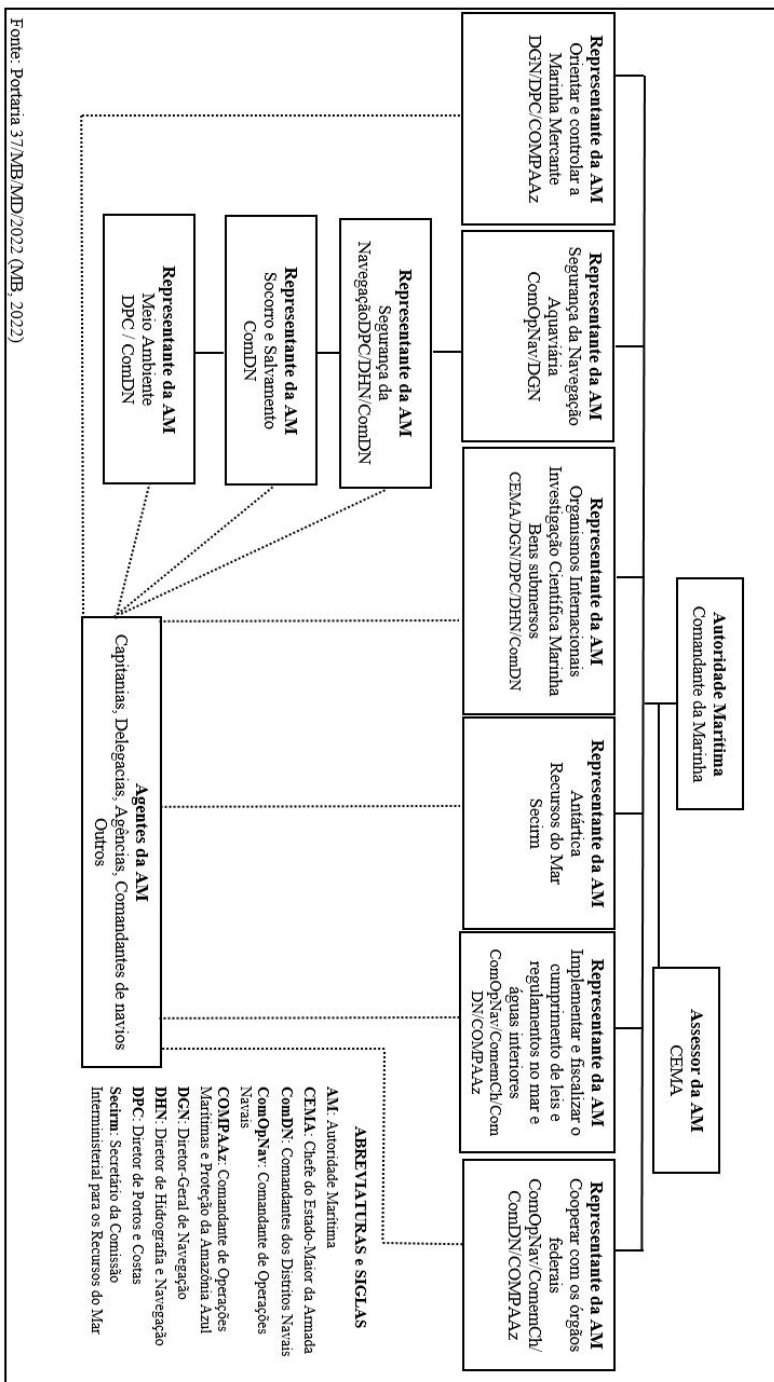 Autoridade Marítima
Comandante da Marinha
Assessor da AM
CEMA
Representante da AM
Orientar e controlar a
Marinha Mercante
DGN/DPC/COMPAAz
Representante da AM
Segurança da Navegação
Aquaviária
ComOpNav/DGN
Representante da AM
Organismos Internacionais
Investigação Científica Marinha
Bens submersos
CEMA/DGN/DPC/DHN/ComDN
Representante da AM
Antártica
Recursos do Mar
Secirm
Representante da AM
Implementar e fiscalizar o
cumprimento de leis e
regulamentos no mar e
águas interiores
ComOpNav/ComemCh/Com
DN/COMPAAz
Representante da AM
Cooperar com os órgãos
federais
ComOpNav/ComemCh/
ComDN/COMPAAz
Representante da AM
Segurança da
NavegaçãoDPC/DHN/ComDN
Representante da AM
Socorro e Salvamento
ComDN
Representante da AM
Meio Ambiente
DPC / ComDN
Agentes da AM
Capitanias, Delegacias, Agências, Comandantes de navios
Outros
ABREVIATURAS e SIGLAS
AM: Autoridade Marítima
CEMA: Chefe do Estado-Maior da Armada
ComDN: Comandantes dos Distritos Navais
ComOpNav: Comandante de Operações
Navais
COMPAAz: Comandante de Operações
Marítimas e Proteção da Amazônia Azul
DGN: Diretor-Geral de Navegação
DHN: Diretor de Hidrografia e Navegação
DPC: Diretor de Portos e Costas
Secirm: Secretário da Comissão
Interministerial para os Recursos do Mar
Fonte: Portaria 37/MB/MD/2022 (MB, 2022)